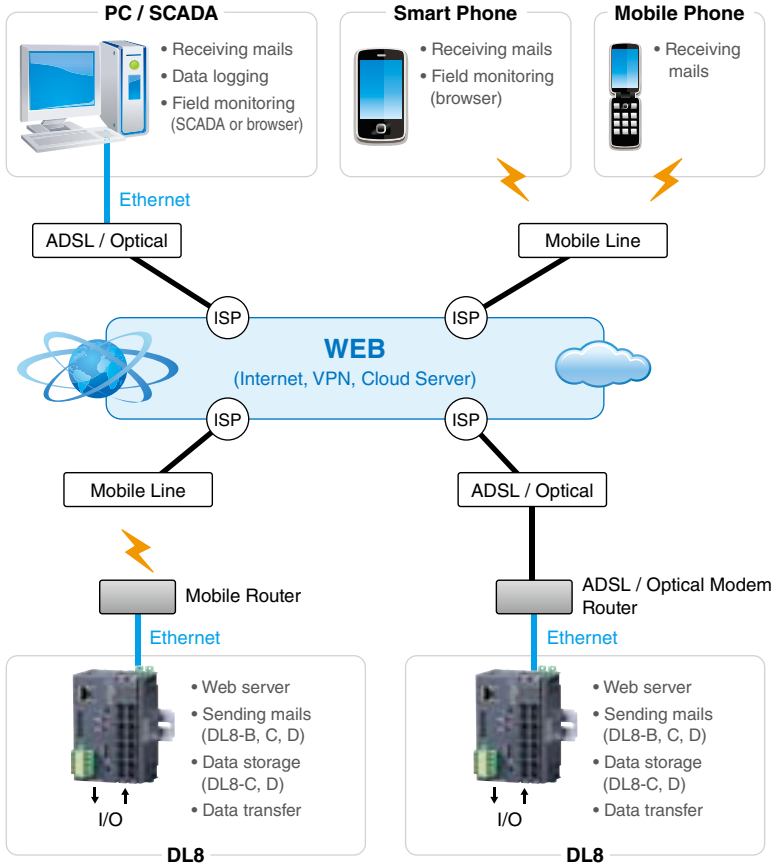 PC / SCADA
• Receiving mails
• Data logging
• Field monitoring
(SCADA or browser)
Smart Phone
• Receiving mails
• Field monitoring
(browser)
Mobile Phone
• Receiving
mails
Ethernet
ADSL / Optical
Mobile Line
ISP
ISP
WEB
(Internet, VPN, Cloud Server)
ISP
ISP
Mobile Line
ADSL / Optical
Mobile Router
ADSL / Optical Modem
Router
Ethernet
Ethernet
• Web server
• Sending mails
(DL8-B, C, D)
• Data storage
(DL8-C, D)
• Data transfer
I/O
DL8
• Web server
• Sending mails
(DL8-B, C, D)
• Data storage
(DL8-C, D)
• Data transfer
I/O
DL8